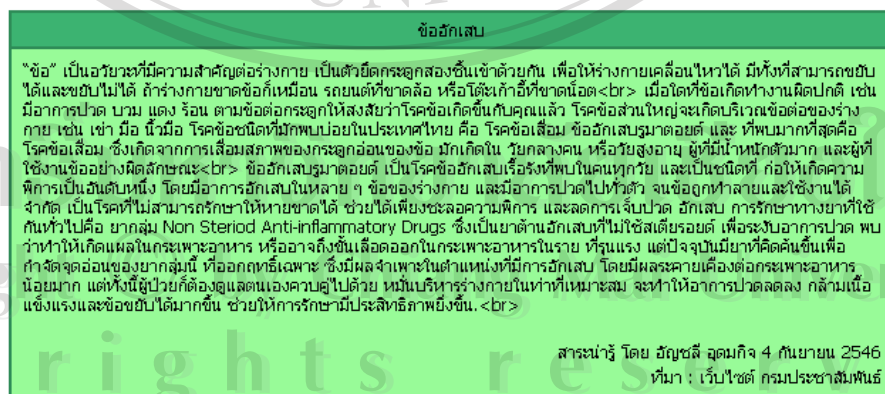 ข้ออักเสบ
“ข้อ” เป็นอวัยวะที่มีความสำคัญต่อร่างกาย เป็นตัวยึดกระดูกสองชิ้นเข้าด้วยกัน เพื่อให้ร่างกายเคลื่อนไหวได้ มีทั้งที่สามารถขยับ
ได้และขยับไม่ได้ ถ้าร่างกายขาดข้อก็เหมือน รถยนต์ที่ขาดล้อ หรือโต๊ะเก้าอี้ที่ขาดน็อต<br> เมื่อใดที่ข้อเกิดทำงานผิดปกติ เช่น
มีอาการปวด บวม แดง ร้อน ตามข้อต่อกระดูกให้สงสัยว่าโรคข้อเกิดขึ้นกับคุณแล้ว โรคข้อส่วนใหญ่จะเกิดบริเวณข้อต่อของร่าง
กาย เช่น เข่า มือ นิ้วมือ โรคข้อชนิดที่มักพบบ่อยในประเทศไทย คือ โรคข้อเสื่อม ข้ออักเสบรูมาตอยด์ และ ที่พบมากที่สุดคือ
โรคข้อเสื่อม ซึ่งเกิดจากการเสื่อมสภาพของกระดูกอ่อนของข้อ มักเกิดใน วัยกลางคน หรือวัยสูงอายุ ผู้ที่มีน้ำหนักตัวมาก และผู้ที่
ใช้งานข้ออย่างผิดลักษณะ<br> ข้ออักเสบรูมาตอยด์ เป็นโรคข้ออักเสบเรื้อรังที่พบในคนทุกวัย และเป็นชนิดที่ ก่อให้เกิดความ
พิการเป็นอันดับหนึ่ง โดยมีอาการอักเสบในหลาย ๆ ข้อของร่างกาย และมีอาการปวดไปทั่วตัว จนข้อถูกทำลายและใช้งานได้
จำกัด เป็นโรคที่ไม่สามารถรักษาให้หายขาดได้ ช่วยได้เพียงชะลอความพิการ และลดการเจ็บปวด อักเสบ การรักษาทางยาที่ใช้
กันทั่วไปคือ ยากลุ่ม Non Steriod Anti-inflammatory Drugs ซึ่งเป็นยาต้านอักเสบที่ไม่ใช้สเตียรอยด์ เพื่อระงับอาการปวด พบ
ว่าทำให้เกิดแผลในกระเพาะอาหาร หรืออาจถึงขั้นเลือดออกในกระเพาะอาหารในราย ที่รุนแรง แต่ปัจจุบันมียาที่คิดค้นขึ้นเพื่อ
กำจัดจุดอ่อนของยากลุ่มนี้ ที่ออกฤทธิ์เฉพาะ ซึ่งมีผลจำเพาะในตำแหน่งที่มีการอักเสบ โดยมีผลระคายเคืองต่อกระเพาะอาหาร
น้อยมาก แต่ทั้งนี้ผู้ป่วยก็ต้องดูแลตนเองควบคู่ไปด้วย หมั่นบริหารร่างกายในท่าที่เหมาะสม จะทำให้อาการปวดลดลง กล้ามเนื้อ
แข็งแรงและข้อขยับได้มากขึ้น ช่วยให้การรักษามีประสิทธิภาพยิ่งขึ้น.<br>
สาระน่ารู้ โดย อัญชลี อุดมกิจ 4 กันยายน 2546
ที่มา : เว็บไซต์ กรมประชาสัมพันธ์
rights reserv